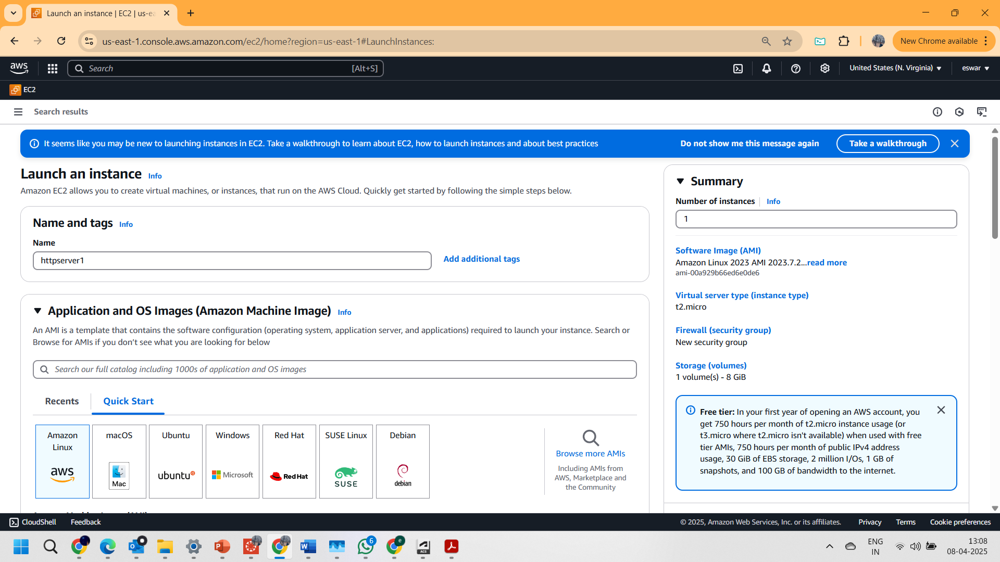 Launch an instance | EC2 | us-ea
us-east-1.console.aws.amazon.com/ec2/home?region=us-east-1#LaunchInstances:
New Chrome available
aws
Search
[Alt+S]
United States (N. Virginia)
eswar
EC2
Search results
It seems like you may be new to launching instances in EC2. Take a walkthrough to learn about EC2, how to launch instances and about best practices
Do not show me this message again
Take a walkthrough
Launch an instance Info
Amazon EC2 allows you to create virtual machines, or instances, that run on the AWS Cloud. Quickly get started by following the simple steps below.
Name and tags Info
Name
httpserver1
Add additional tags
Application and OS Images (Amazon Machine Image) Info
An AMI is a template that contains the software configuration (operating system, application server, and applications) required to launch your instance. Search or
Browse for AMIs if you don’t see what you are looking for below
Search our full catalog including 1000s of application and OS images
Recents
Quick Start
Amazon
Linux
aws
macOS
Mac
Ubuntu
ubuntu
Windows
Microsoft
Red Hat
Red Hat
SUSE Linux
SUSE
Debian
debian
Browse more AMIs
Including AMIs from
AWS, Marketplace and
the Community
Summary
Number of instances Info
1
Software Image (AMI)
Amazon Linux 2023 AMI 2023.7.2...read more
ami-00a929b66ed6e0de6
Virtual server type (instance type)
t2.micro
Firewall (security group)
New security group
Storage (volumes)
1 volume(s) - 8 GiB
Free tier: In your first year of opening an AWS account, you
get 750 hours per month of t2.micro instance usage (or
t3.micro where t2.micro isn't available) when used with free
tier AMIs, 750 hours per month of public IPv4 address
usage, 30 GiB of EBS storage, 2 million I/Os, 1 GB of
snapshots, and 100 GB of bandwidth to the internet.
CloudShell
Feedback
© 2025, Amazon Web Services, Inc. or its affiliates.
Privacy
Terms
Cookie preferences
6
e
ACS
ENG
IN
13:08
08-04-2025